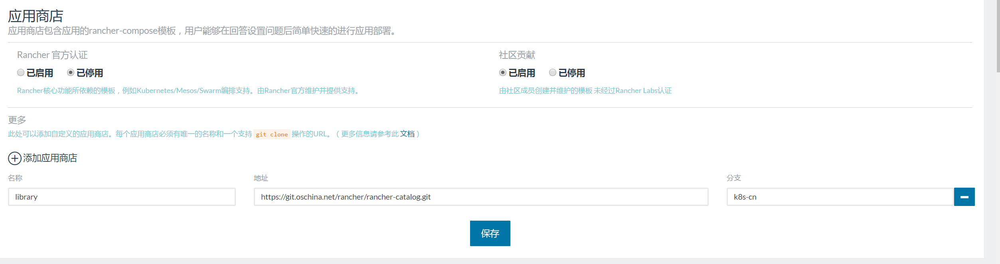 应用商店
应用商店包含应用的rancher-compose模板，用户能够在回答设置问题后简单快速的进行应用部署。
Rancher 官方认证
已启用 已停用
Rancher核心功能所依赖的模板，例如Kubernetes/Mesos/Swarm编排支持。由Rancher官方维护并提供支持。
社区贡献
已启用 已停用
由社区成员创建并维护的模板 未经过Rancher Labs认证
更多
此处可以添加自定义的应用商店。每个应用商店必须有唯一的名称和一个支持 git clone 操作的URL。（更多信息请参考此 文档）
添加应用商店
名称 地址 分支
library https://git.oschina.net/rancher/rancher-catalog.git k8s-cn
保存